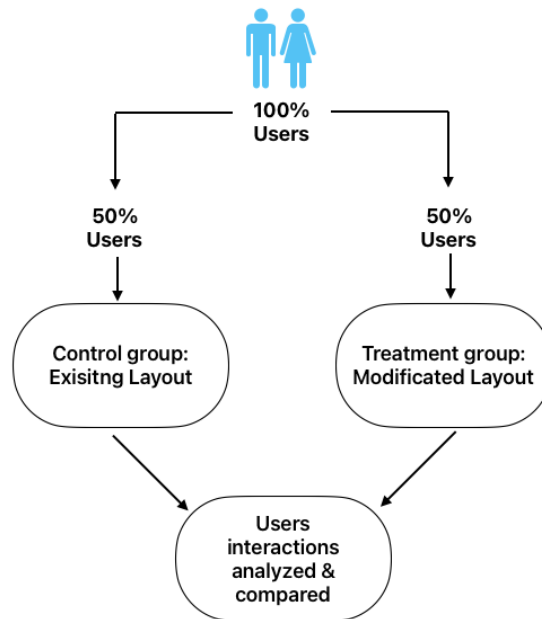 100%
Users
50%
Users
50%
Users
Control group:
Exisitng Layout
Treatment group:
Modificated Layout
Users
interactions
analyzed &
compared